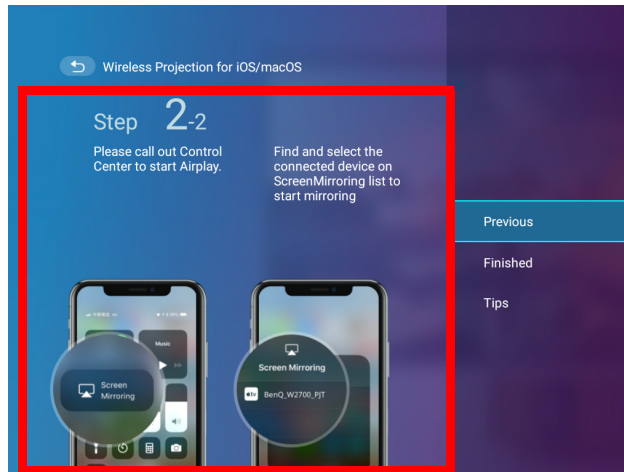 Wireless Projection for iOS/macOS
Step 2-2
Please call out Control
Center to start Airplay.
Find and select the
connected device on
ScreenMirroring list to
start mirroring
Previous
Finished
Tips
Music
Screen
Mirroring
Screen Mirroring
tv BenQ_W2700_PJT